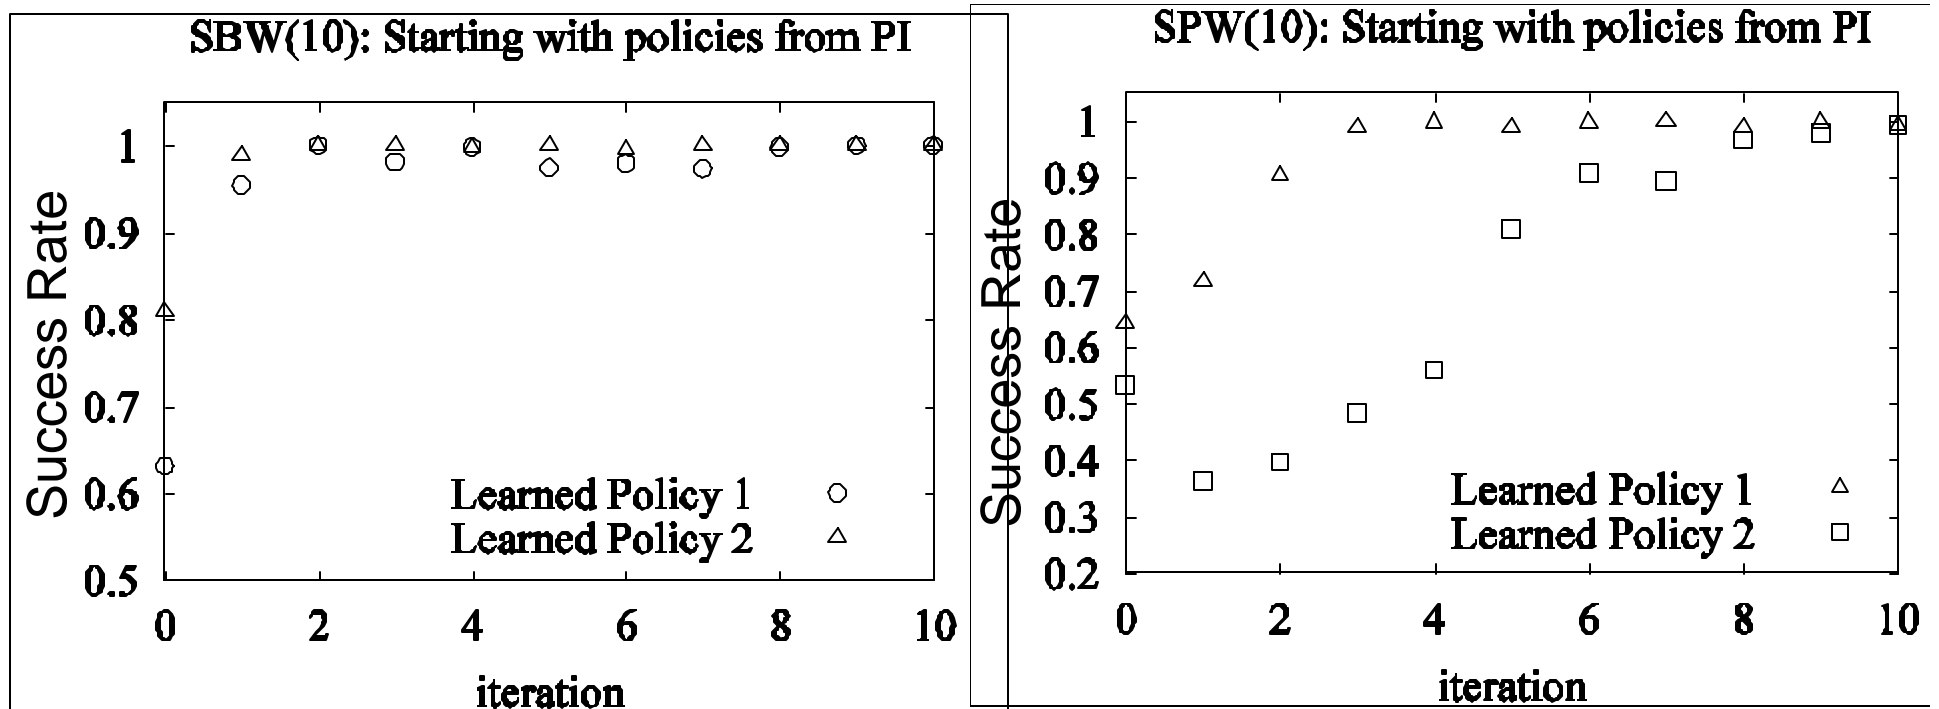 SBW(10): Starting with policies from PI
Success Rate
1
0.9
0.8
0.7
0.6
0.5
Learned Policy 1
Learned Policy 2
0 2 4 6 8 10
iteration
SPW(10): Starting with policies from PI
Success Rate
1
0.9
0.8
0.7
0.6
0.5
0.4
0.3
0.2
Learned Policy 1
Learned Policy 2
0 2 4 6 8 10
iteration